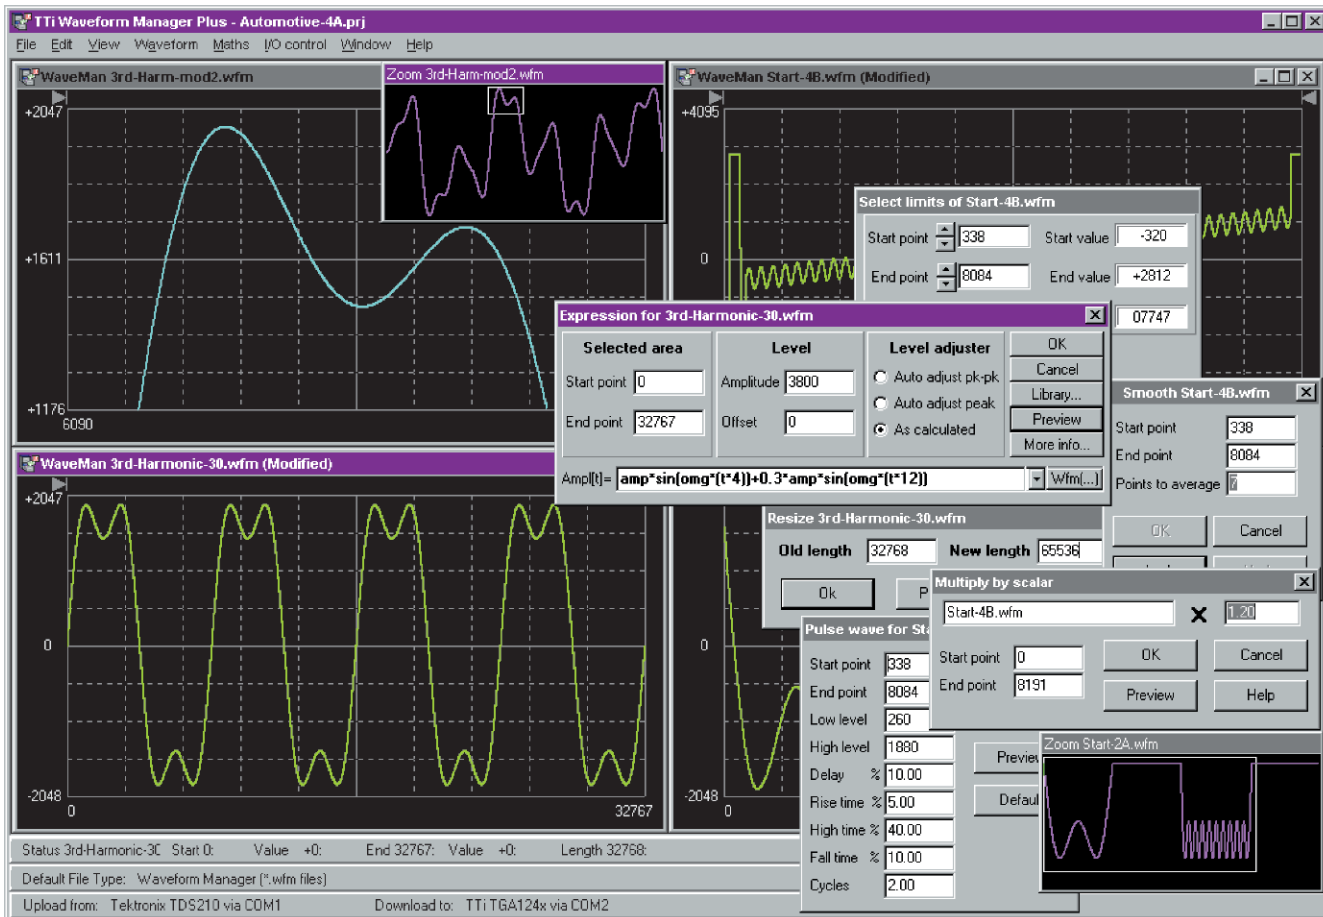 TTi Waveform Manager Plus - Automotive-4A.prj
File Edit View Waveform Maths I/O control Window Help
WaveMan 3rd-Harm-mod2.wfm
+2047
+1611
+1176
6090
Zoom 3rd-Harm-mod2.wfm
WaveMan Start-4B.wfm (Modified)
+4095
0
Select limits of Start-4B.wfm
Start point 338 Start value -320
End point 8084 End value +2812
07747
Expression for 3rd-Harmonic-30.wfm
Selected area Level Level adjuster OK
Start point 0 Amplitude 3800 Auto adjust pk-pk Cancel
End point 32767 Offset 0 Auto adjust peak Library...
As calculated Preview
More info...
Ampl[t]= amp*sin(omg*(t*4))+0.3*amp*sin(omg*(t*12)) Wfm(...)
Smooth Start-4B.wfm
Start point 338
End point 8084
Points to average 7
OK Cancel
WaveMan 3rd-Harmonic-30.wfm (Modified)
+2047
0
-2048
0 32767
Resize 3rd-Harmonic-30.wfm
Old length 32768 New length 65536
Ok
0
-2048
0
Multiply by scalar
Start-4B.wfm X 1.20
Start point 0 OK Cancel
End point 8191 Preview Help
Pulse wave for
Start point 338
End point 8084
Low level 260
High level 1880
Delay % 10.00
Rise time % 5.00
High time % 40.00
Fall time % 10.00
Cycles 2.00
Zoom Start-2A.wfm
Status 3rd-Harmonic-30 Start 0: Value +0: End 32767: Value +0: Length 32768:
Default File Type: Waveform Manager (*.wfm files)
Upload from: Tektronix TDS210 via COM1 Download to: TTi TGA124x via COM2